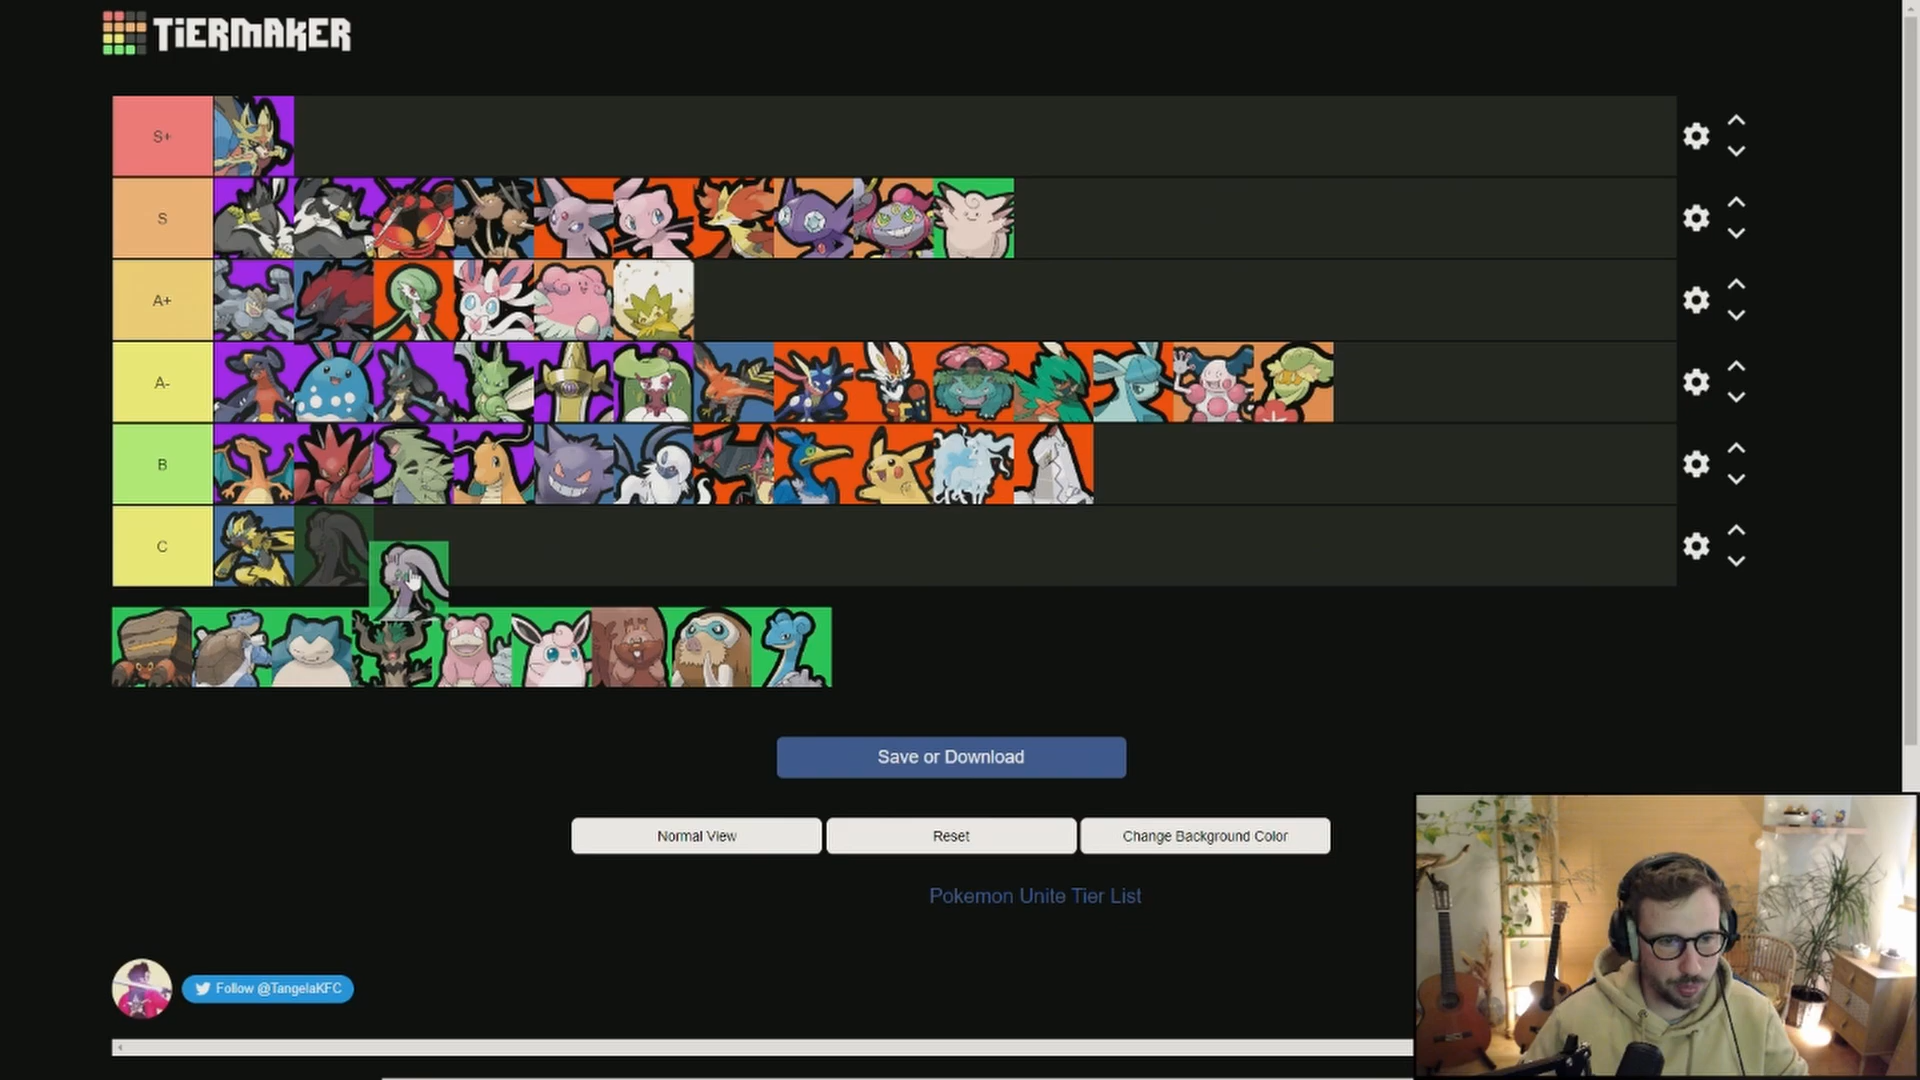 TiERMAKER
S+
S
A+
A-
B
C
Save or Download
Normal View
Reset
Change Background Color
Pokemon Unite Tier List
Follow @TangelaKFC